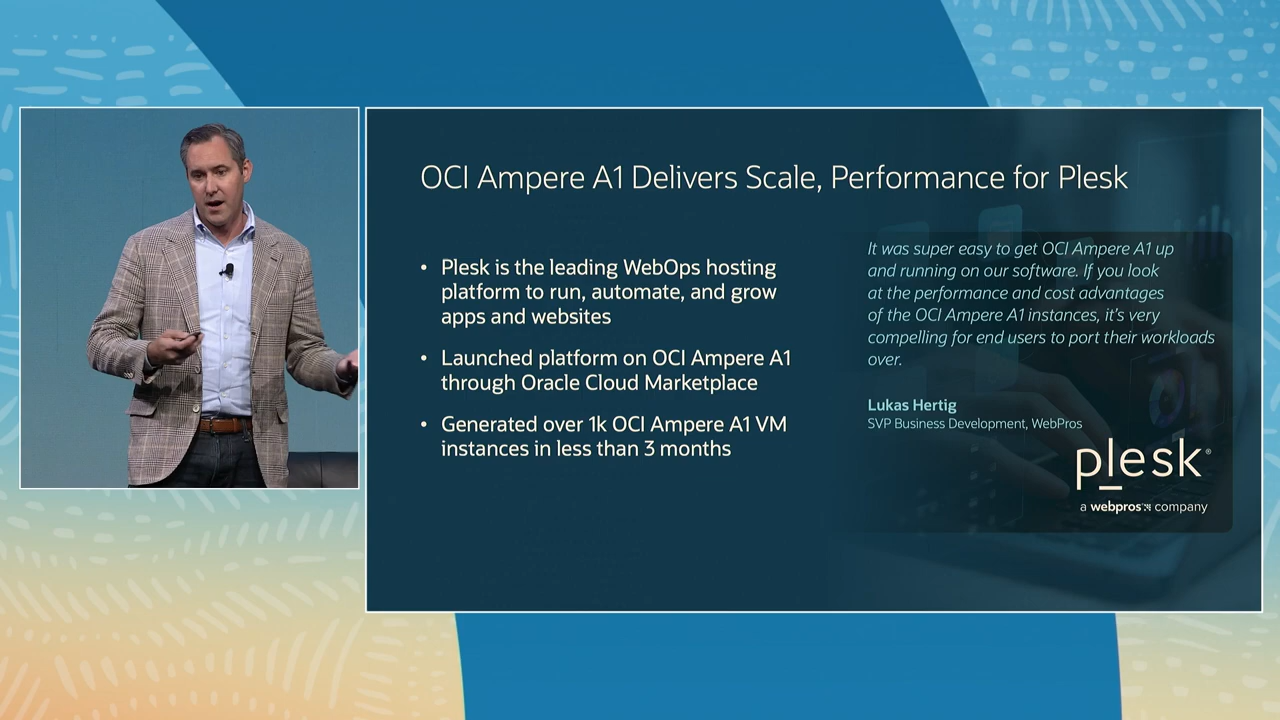 OCI Ampere A1 Delivers Scale, Performance for Plesk
• Plesk is the leading WebOps hosting
platform to run, automate, and grow
apps and websites
• Launched platform on OCI Ampere A1
through Oracle Cloud Marketplace
• Generated over 1k OCI Ampere A1 VM
instances in less than 3 months
It was super easy to get OCI Ampere A1 up
and running on our software. If you look
at the performance and cost advantages
of the OCI Ampere A1 instances, it's very
compelling for end users to port their workloads
over.
Lukas Hertig
SVP Business Development, WebPros
plesk®
a webpros company